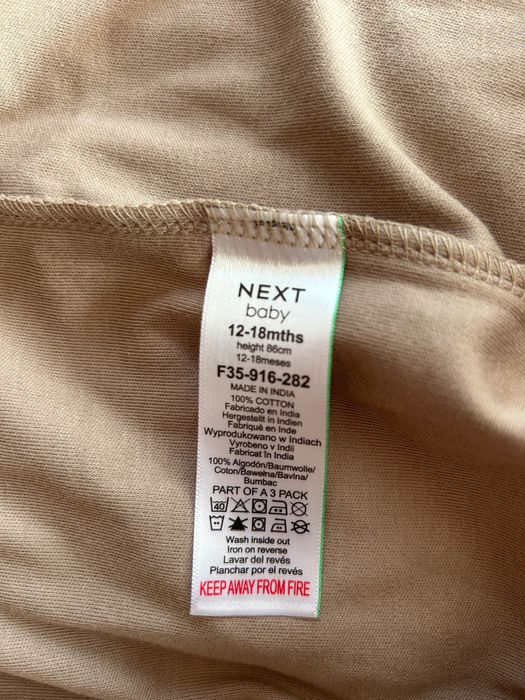 NEXT
baby
12-18mths
height 86cm
12-18meses
F35-916-282
MADE IN INDIA
100% COTTON
Fabricado en India
Hergestellt in Indien
Fabriqué en Inde
Wyprodukowano w Indiach
Vyrobeno v Indii
Fabricat în India
100% Algodón/Baumwolle/
Coton/Bawełna/Bavlna/
Bumbac
PART OF A 3 PACK
40
Wash inside out
Iron on reverse
Lavar del revés
Planchar por el revés
KEEP AWAY FROM FIRE